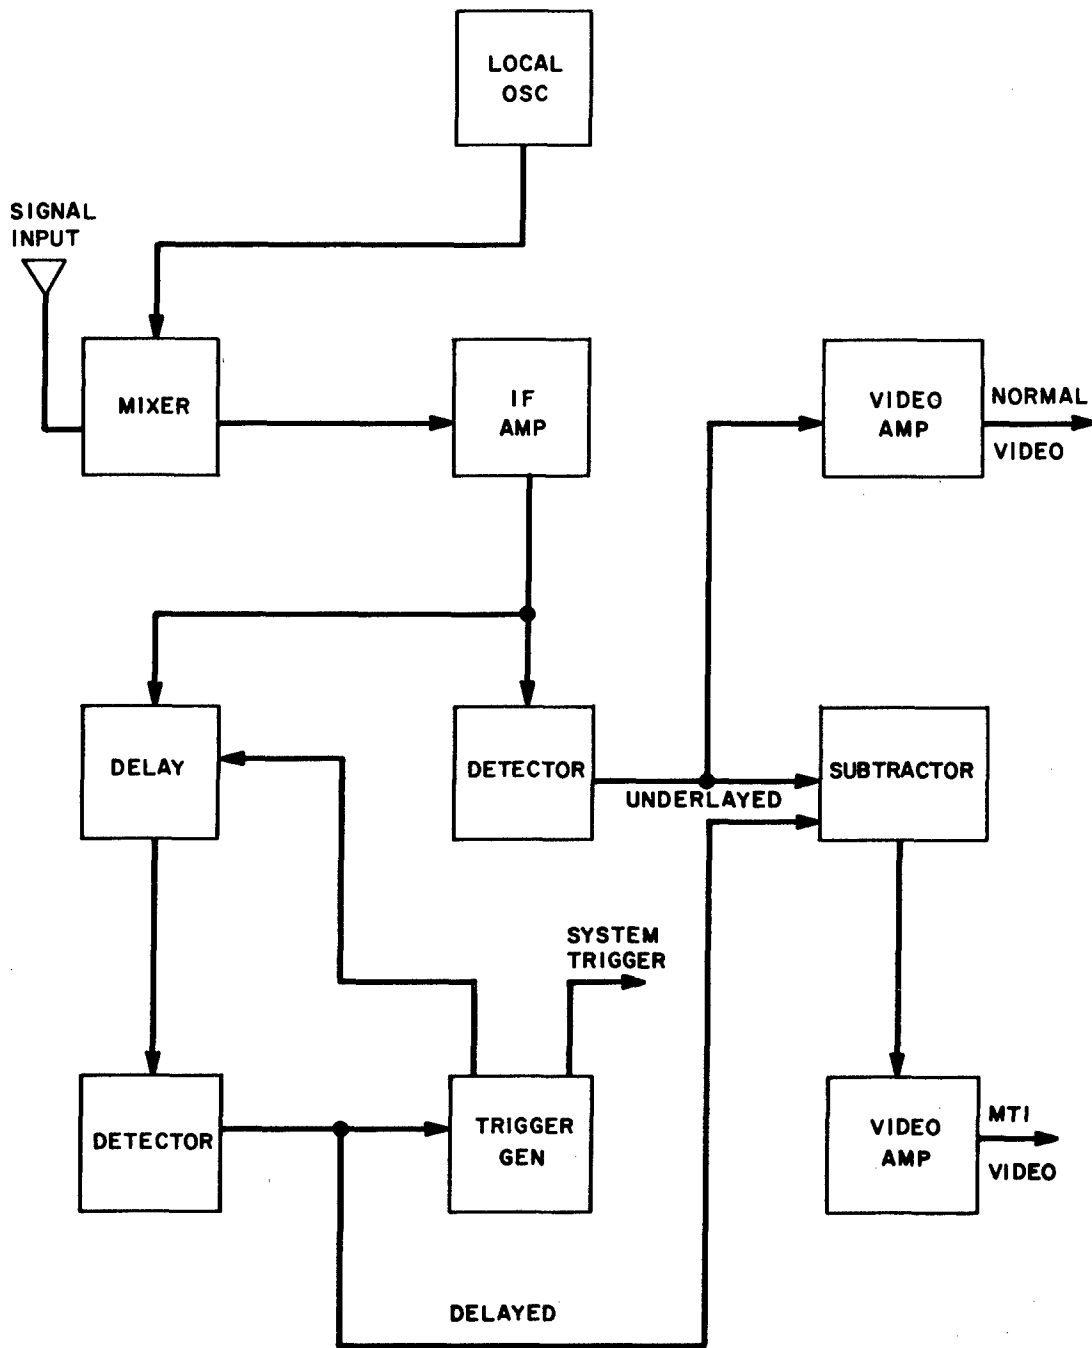 LOCAL
OSC
SIGNAL
INPUT
MIXER
IF
AMP
VIDEO
AMP
NORMAL
VIDEO
DELAY
DETECTOR
UNDERLAYED
SUBTRACTOR
SYSTEM
TRIGGER
DETECTOR
TRIGGER
GEN
VIDEO
AMP
MTI
VIDEO
DELAYED